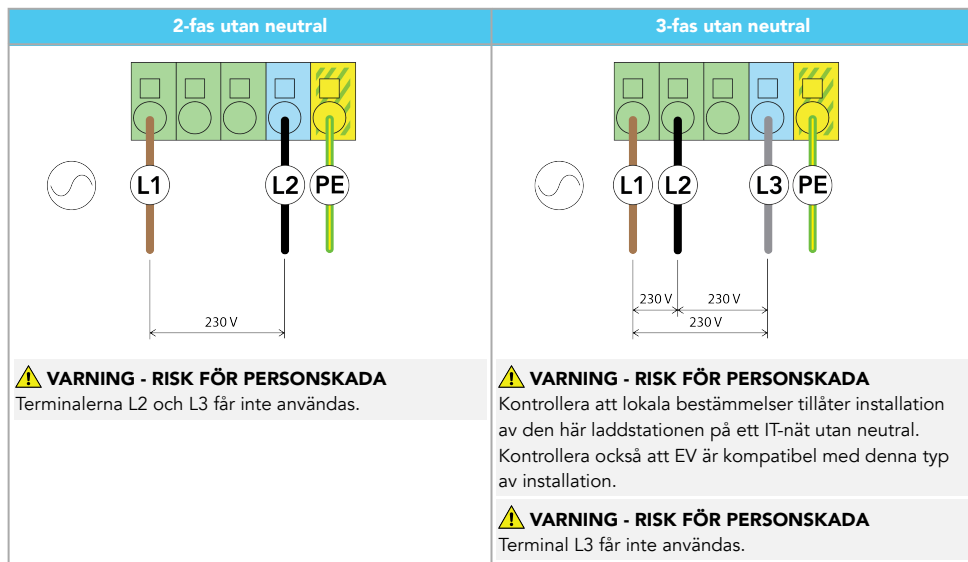 2-fas utan neutral
L1
L2
PE
230 V
VARNING - RISK FÖR PERSONSKADA
Terminalerna L2 och L3 får inte användas.
3-fas utan neutral
L1
L2
L3
PE
230 V
230 V
230 V
VARNING - RISK FÖR PERSONSKADA
Kontrollera att lokala bestämmelser tillåter installation
av den här laddstationen på ett IT-nät utan neutral.
Kontrollera också att EV är kompatibel med denna typ
av installation.
VARNING - RISK FÖR PERSONSKADA
Terminal L3 får inte användas.